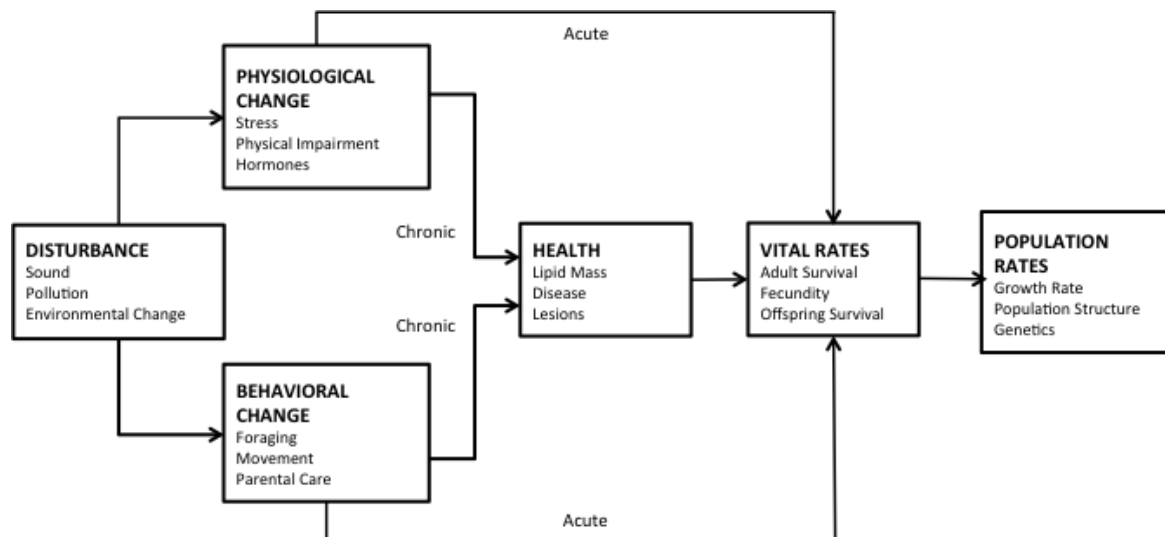 Acute
PHYSIOLOGICAL
CHANGE
Stress
Physical Impairment
Hormones
Chronic
DISTURBANCE
Sound
Pollution
Environmental Change
HEALTH
Lipid Mass
Disease
Lesions
VITAL RATES
Adult Survival
Fecundity
Offspring Survival
POPULATION
RATES
Growth Rate
Population Structure
Genetics
Chronic
BEHAVIORAL
CHANGE
Foraging
Movement
Parental Care
Acute